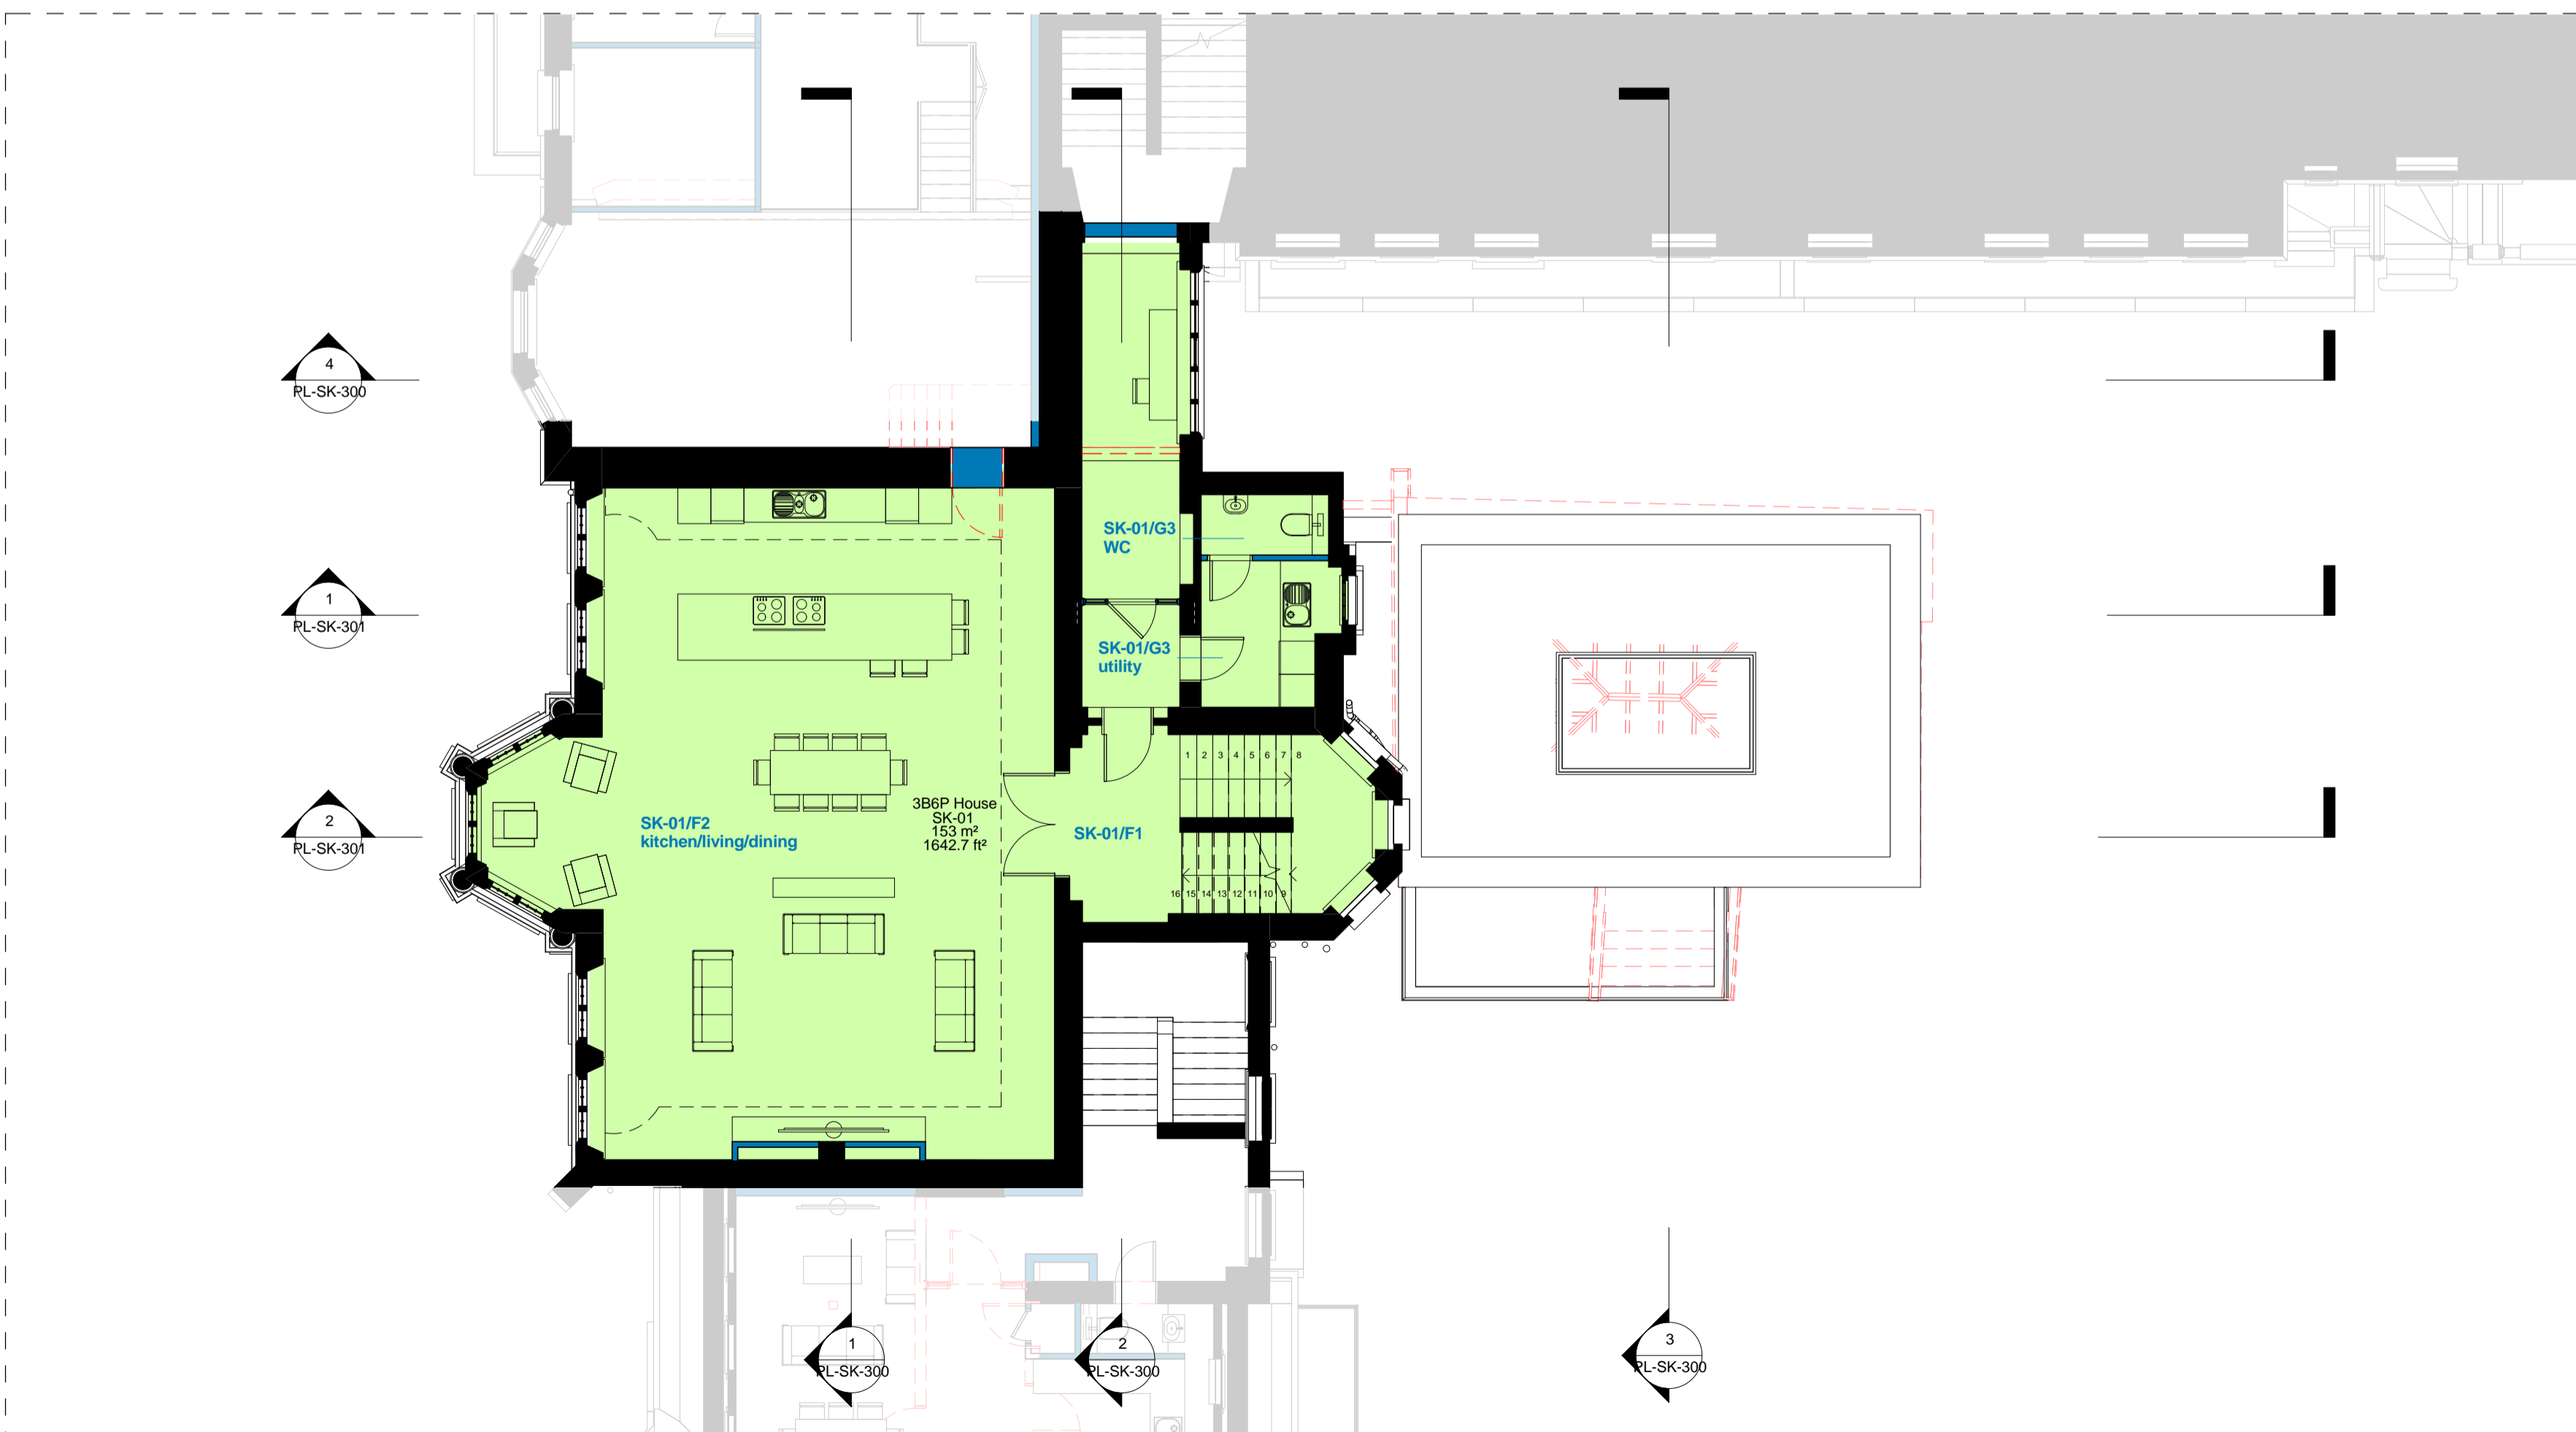 4
PL-SK-300
SK-01/G3
WC
1
PL-SK-301
SK-01/G3
utility
1 2 3 4 5 6 7 8
3B6P House
SK-01
153 m²
1642.7 ft²
SK-01/F2
kitchen/living/dining
SK-01/F1
2
PL-SK-301
16 15 14 13 12 11 10 9
1
PL-SK-300
2
PL-SK-300
3
PL-SK-300